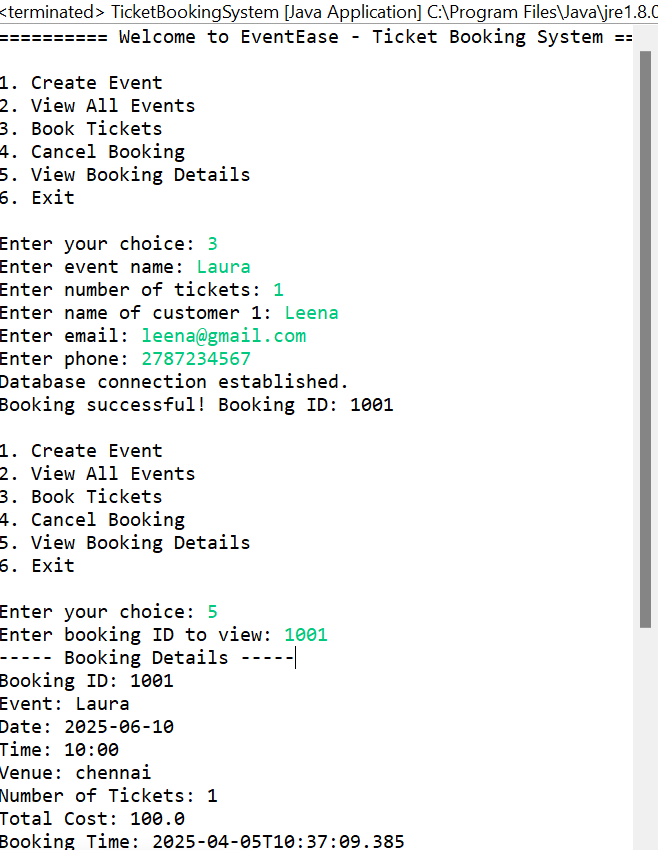 <terminated> TicketBookingSystem [Java Application] C:\Program Files\Java\jre1.8.0
========== Welcome to EventEase - Ticket Booking System ==
1. Create Event
2. View All Events
3. Book Tickets
4. Cancel Booking
5. View Booking Details
6. Exit
Enter your choice: 3
Enter event name: Laura
Enter number of tickets: 1
Enter name of customer 1: Leena
Enter email: leena@gmail.com
Enter phone: 2787234567
Database connection established.
Booking successful! Booking ID: 1001
1. Create Event
2. View All Events
3. Book Tickets
4. Cancel Booking
5. View Booking Details
6. Exit
Enter your choice: 5
Enter booking ID to view: 1001
----- Booking Details -----
Booking ID: 1001
Event: Laura
Date: 2025-06-10
Time: 10:00
Venue: chennai
Number of Tickets: 1
Total Cost: 100.0
Booking Time: 2025-04-05T10:37:09.385